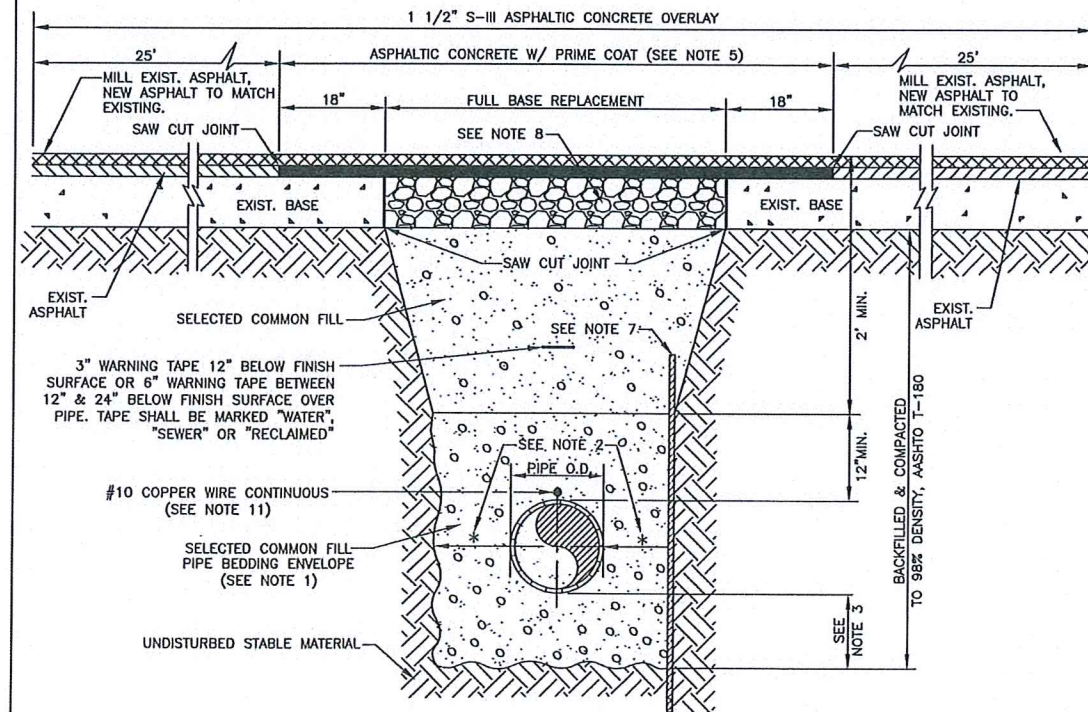 1 1/2" S-III ASPHALTIC CONCRETE OVERLAY
25'
ASPHALTIC CONCRETE W/ PRIME COAT (SEE NOTE 5)
25'
MILL EXIST. ASPHALT,
NEW ASPHALT TO MATCH
EXISTING.
MILL EXIST. ASPHALT,
NEW ASPHALT TO
MATCH EXISTING.
18"
FULL BASE REPLACEMENT
18"
SAW CUT JOINT
SEE NOTE 8
SAW CUT JOINT
EXIST. BASE
EXIST. BASE
SAW CUT JOINT
EXIST.
ASPHALT
EXIST.
ASPHALT
SELECTED COMMON FILL
SEE NOTE 7
2' MIN.
3" WARNING TAPE 12" BELOW FINISH
SURFACE OR 6" WARNING TAPE BETWEEN
12" & 24" BELOW FINISH SURFACE OVER
PIPE. TAPE SHALL BE MARKED "WATER",
"SEWER" OR "RECLAIMED"
SEE NOTE 2
PIPE O.D.
12"MIN.
BACKFILLED & COMPACTED
TO 98% DENSITY, AASHTO T-180
#10 COPPER WIRE CONTINUOUS
(SEE NOTE 11)
* *
SELECTED COMMON FILL
PIPE BEDDING ENVELOPE
(SEE NOTE 1)
SEE
NOTE 3
UNDISTURBED STABLE MATERIAL